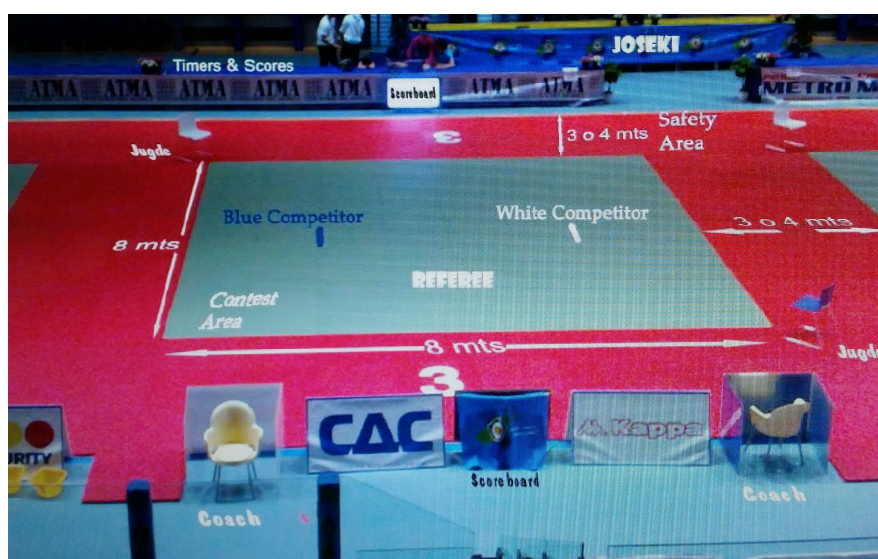 JOSEKI
Timers & Scores
ATMA ATMA ATMA ATMA ATMA ATMA
Scoreboard
METRÒ M
Safety
Area
3 o 4 mts
3
Jugde
Blue Competitor
White Competitor
3 o 4 mts
8 mts
REFEREE
Contest
Area
8 mts
Jugde
3
URITY
CAC
Kappa
Scoreboard
Coach
Coach